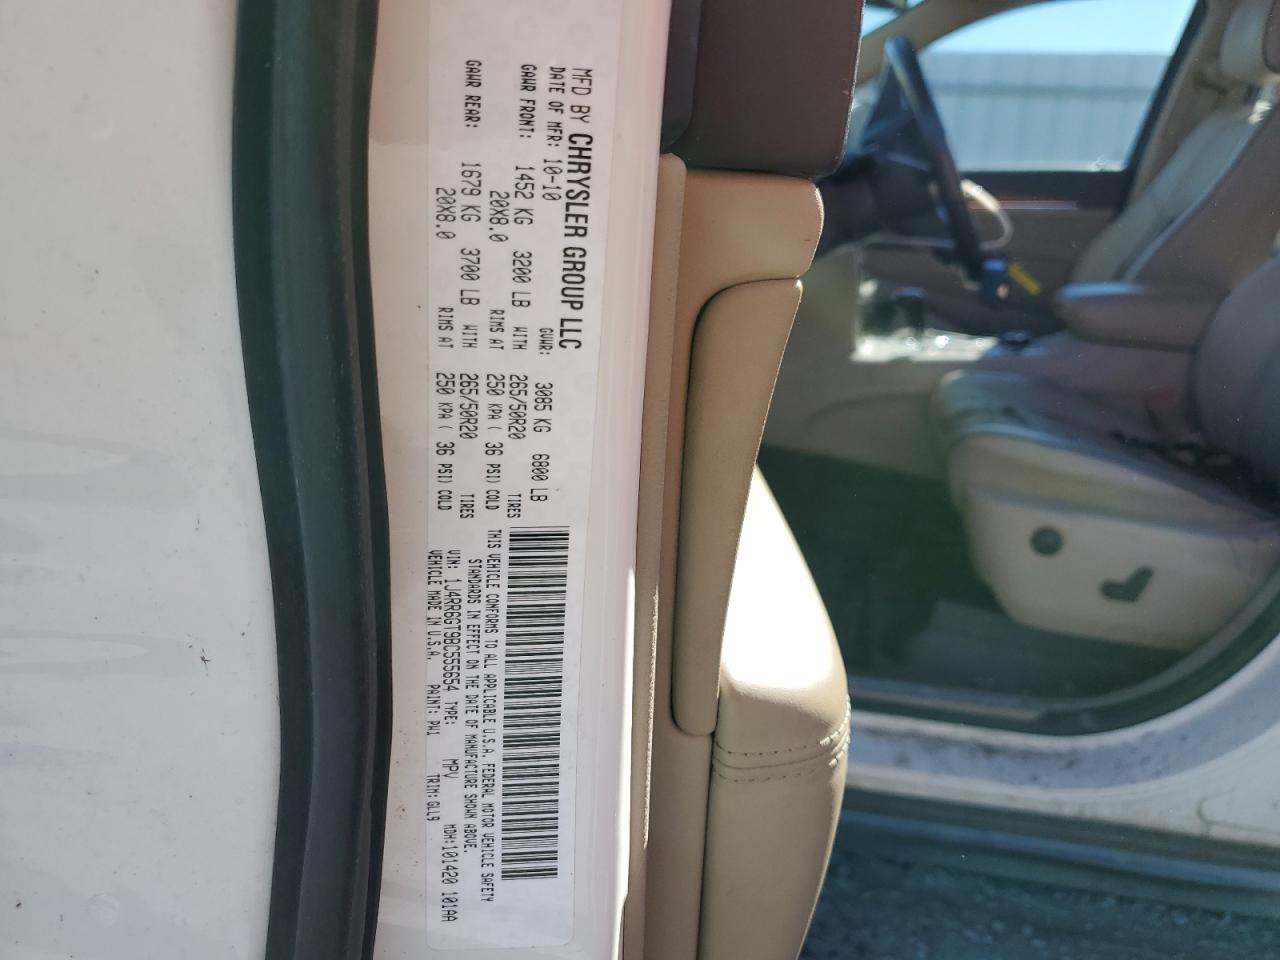 MFD BY CHRYSLER GROUP LLC
DATE OF MFR: 10-10 GVWR: 3085 KG 6800 LB
GAWR FRONT: 1452 KG 3200 LB WITH 265/50R20 TIRES
20X8.0 RIMS AT 250 KPA( 36 PSI) COLD
GAWR REAR: 1679 KG 3700 LB WITH 265/50R20 TIRES
20X8.0 RIMS AT 250 KPA( 36 PSI) COLD
THIS VEHICLE CONFORMS TO ALL APPLICABLE U.S.A. FEDERAL MOTOR VEHICLE SAFETY
STANDARDS IN EFFECT ON THE DATE OF MANUFACTURE SHOWN ABOVE.
VIN: 1J4RR6GT9BC555654 TYPE: MPV MDH:101420 101AA
VEHICLE MADE IN U.S.A. PAINT: PW1 TRIM:GLL9